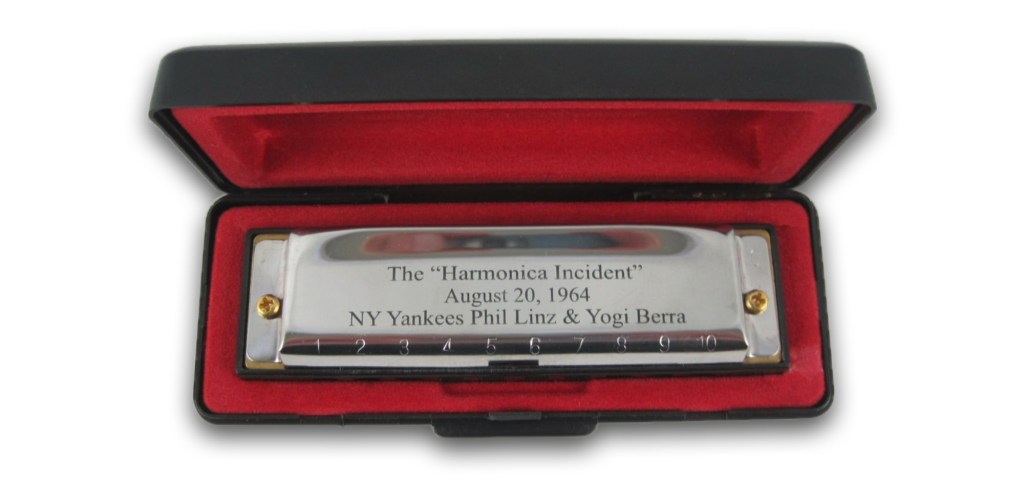 The “Harmonica Incident”
August 20, 1964
NY Yankees Phil Linz & Yogi Berra
1 2 3 4 5 6 7 8 9 10